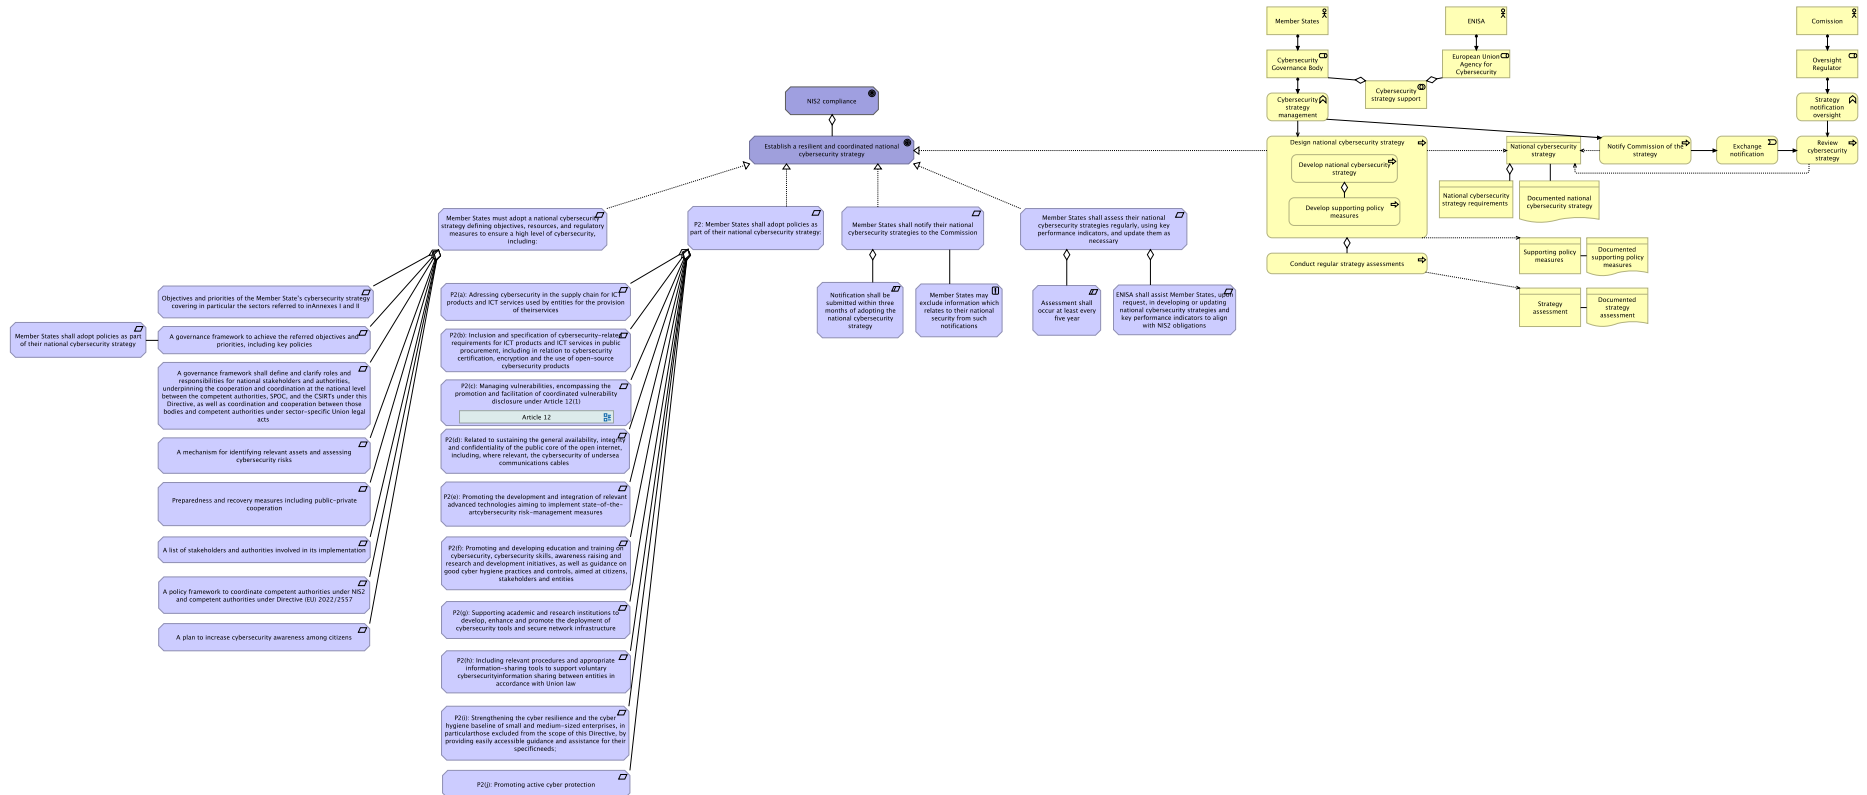 Member States
ENISA
Comission
Cybersecurity
Governance Body
European Union
Agency for
Cybersecurity
Oversight
Regulator
Cybersecurity
strategy support
NIS2 compliance
Cybersecurity
strategy
management
Strategy
notification
oversight
Establish a resilient and coordinated national
cybersecurity strategy
Design national cybersecurity strategy
Develop national cybersecurity
strategy
Develop supporting policy
measures
National cybersecurity
strategy
Notify Commission of the
strategy
Exchange
notification
Review
cybersecurity
strategy
National cybersecurity
strategy requirements
Documented national
cybersecurity strategy
Supporting policy
measures
Documented
supporting policy
measures
Conduct regular strategy assessments
Strategy
assessment
Documented
strategy
assessment
Member States must adopt a national cybersecurity
strategy defining objectives, resources, and regulatory
measures to ensure a high level of cybersecurity,
including:
P2: Member States shall adopt policies as
part of their national cybersecurity strategy:
Member States shall notify their national
cybersecurity strategies to the Commission
Member States shall assess their national
cybersecurity strategies regularly, using key
performance indicators, and update them as
necessary
Notification shall be
submitted within three
months of adopting the
national cybersecurity
strategy
Member States may
exclude information which
relates to their national
security from such
notifications
Assessment shall
occur at least every
five year
ENISA shall assist Member States, upon
request, in developing or updating
national cybersecurity strategies and
key performance indicators to align
with NIS2 obligations
Member States shall adopt policies as part
of their national cybersecurity strategy
Objectives and priorities of the Member State's cybersecurity strategy
covering in particular the sectors referred to inAnnexes I and II
A governance framework to achieve the referred objectives and
priorities, including key policies
A governance framework shall define and clarify roles and
responsibilities for national stakeholders and authorities,
underpinning the cooperation and coordination at the national level
between the competent authorities, SPOC, and the CSIRTs under this
Directive, as well as coordination and cooperation between those
bodies and competent authorities under sector-specific Union legal
acts
A mechanism for identifying relevant assets and assessing
cybersecurity risks
Preparedness and recovery measures including public-private
cooperation
A list of stakeholders and authorities involved in its implementation
A policy framework to coordinate competent authorities under NIS2
and competent authorities under Directive (EU) 2022/2557
A plan to increase cybersecurity awareness among citizens
P2(a): Adressing cybersecurity in the supply chain for ICT
products and ICT services used by entities for the provision
of theirservices
P2(b): Inclusion and specification of cybersecurity-related
requirements for ICT products and ICT services in public
procurement, including in relation to cybersecurity
certification, encryption and the use of open-source
cybersecurity products
P2(c): Managing vulnerabilities, encompassing the
promotion and facilitation of coordinated vulnerability
disclosure under Article 12(1)
Article 12
P2(d): Related to sustaining the general availability, integrity
and confidentiality of the public core of the open internet,
including, where relevant, the cybersecurity of undersea
communications cables
P2(e): Promoting the development and integration of relevant
advanced technologies aiming to implement state-of-the-
artcybersecurity risk-management measures
P2(f): Promoting and developing education and training on
cybersecurity, cybersecurity skills, awareness raising and
research and development initiatives, as well as guidance on
good cyber hygiene practices and controls, aimed at citizens,
stakeholders and entities
P2(g): Supporting academic and research institutions to
develop, enhance and promote the deployment of
cybersecurity tools and secure network infrastructure
P2(h): Including relevant procedures and appropriate
information-sharing tools to support voluntary
cybersecurityinformation sharing between entities in
accordance with Union law
P2(i): Strengthening the cyber resilience and the cyber
hygiene baseline of small and medium-sized enterprises, in
particularthose excluded from the scope of this Directive, by
providing easily accessible guidance and assistance for their
specificneeds;
P2(j): Promoting active cyber protection